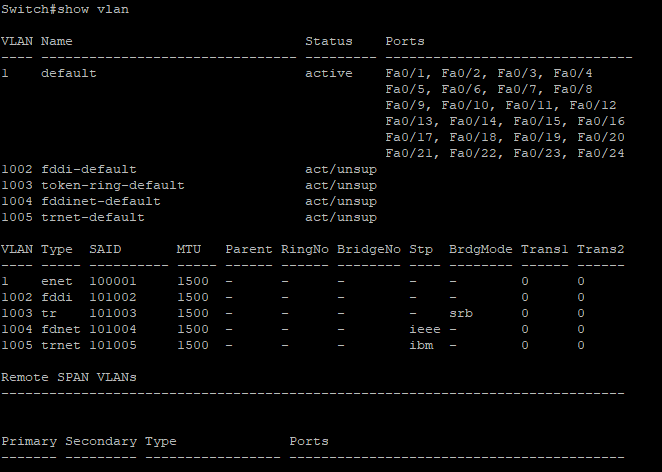 Switch#show vlan
VLAN Name                             Status    Ports
---- -------------------------------- --------- -------------------------------
1    default                          active    Fa0/1, Fa0/2, Fa0/3, Fa0/4
                                                Fa0/5, Fa0/6, Fa0/7, Fa0/8
                                                Fa0/9, Fa0/10, Fa0/11, Fa0/12
                                                Fa0/13, Fa0/14, Fa0/15, Fa0/16
                                                Fa0/17, Fa0/18, Fa0/19, Fa0/20
                                                Fa0/21, Fa0/22, Fa0/23, Fa0/24
1002 fddi-default                     act/unsup
1003 token-ring-default               act/unsup
1004 fddinet-default                  act/unsup
1005 trnet-default                    act/unsup
VLAN Type  SAID       MTU   Parent RingNo BridgeNo Stp  BrdgMode Trans1 Trans2
---- ----- ---------- ----- ------ ------ -------- ---- -------- ------ ------
1    enet  100001     1500  -      -      -        -    -        0      0
1002 fddi  101002     1500  -      -      -        -    -        0      0
1003 tr    101003     1500  -      -      -        -    srb      0      0
1004 fdnet 101004     1500  -      -      -        ieee -        0      0
1005 trnet 101005     1500  -      -      -        ibm  -        0      0
Remote SPAN VLANs
------------------------------------------------------------------------------
Primary Secondary Type              Ports
------- --------- ----------------- ------------------------------------------